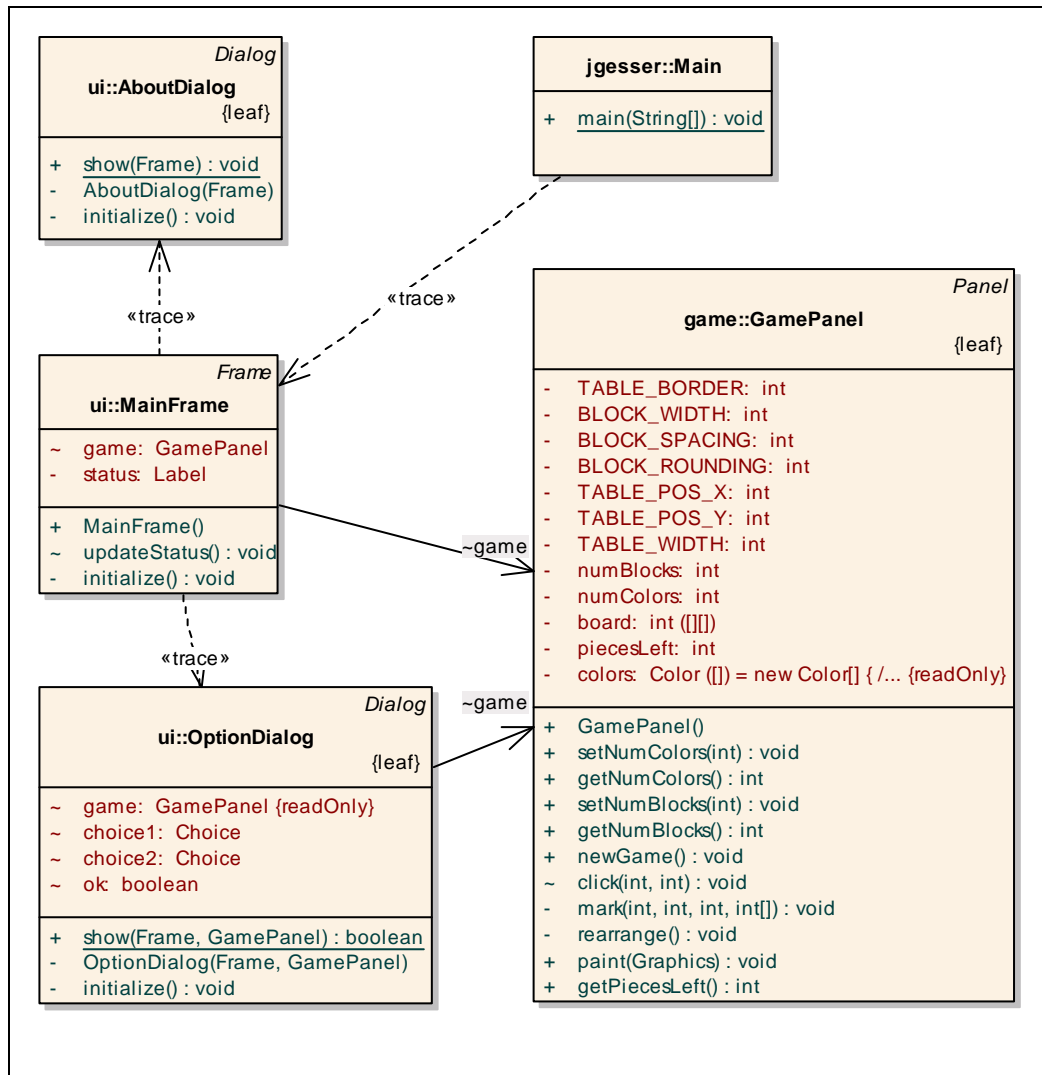 Dialog
ui::AboutDialog
{leaf}
+ show(Frame) : void
- AboutDialog(Frame)
- initialize() : void
jgesser::Main
+ main(String[]) : void
«trace»
«trace»
Frame
ui::MainFrame
~ game: GamePanel
- status: Label
+ MainFrame()
~ updateStatus() : void
- initialize() : void
~game
«trace»
~game
Dialog
ui::OptionDialog
{leaf}
~ game: GamePanel {readOnly}
~ choice1: Choice
~ choice2: Choice
~ ok: boolean
+ show(Frame, GamePanel) : boolean
- OptionDialog(Frame, GamePanel)
- initialize() : void
Panel
game::GamePanel
{leaf}
- TABLE_BORDER: int
- BLOCK_WIDTH: int
- BLOCK_SPACING: int
- BLOCK_ROUNDING: int
- TABLE_POS_X: int
- TABLE_POS_Y: int
- TABLE_WIDTH: int
- numBlocks: int
- numColors: int
- board: int ([][])
- piecesLeft: int
- colors: Color ([]) = new Color[] { /... {readOnly}
+ GamePanel()
+ setNumColors(int) : void
+ getNumColors() : int
+ setNumBlocks(int) : void
+ getNumBlocks() : int
+ newGame() : void
~ click(int, int) : void
- mark(int, int, int, int[]) : void
- rearrange() : void
+ paint(Graphics) : void
+ getPiecesLeft() : int